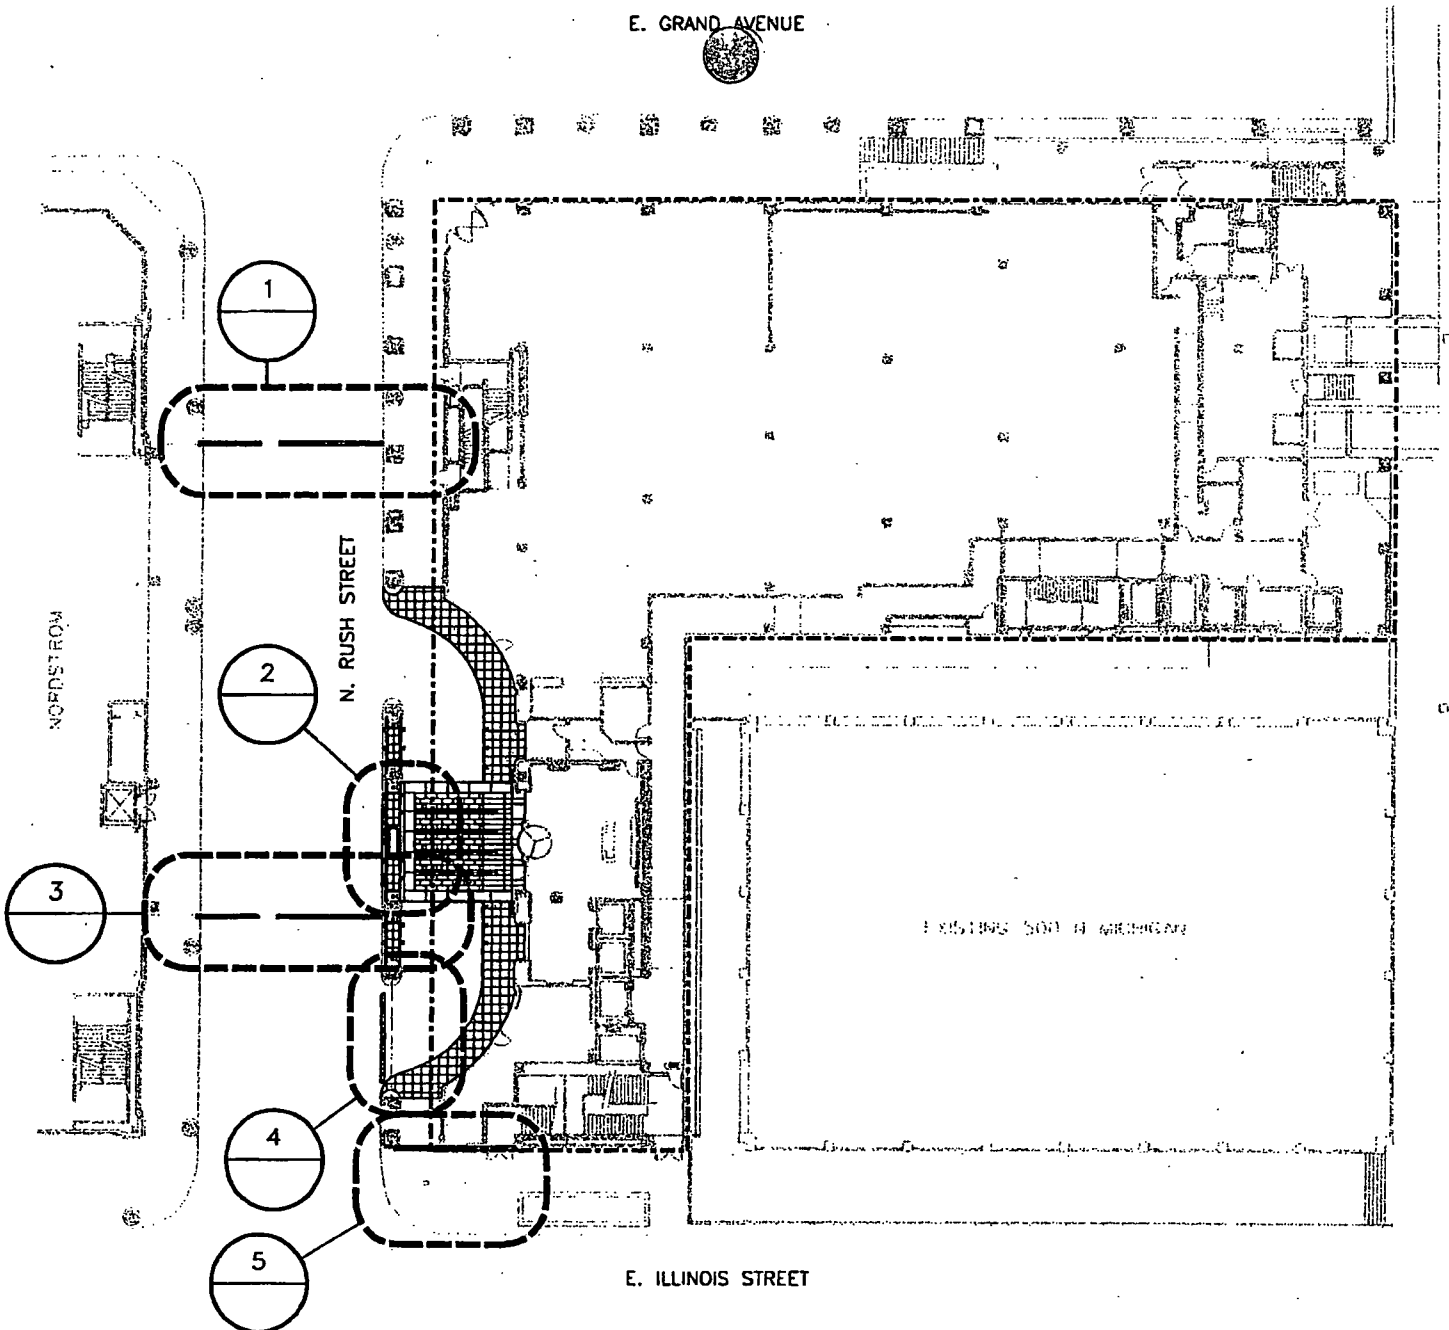 E. GRAND AVENUE
1
N. RUSH STREET
NORDSTROM
2
3
EXISTING 500 N MICHIGAN
4
5
E. ILLINOIS STREET